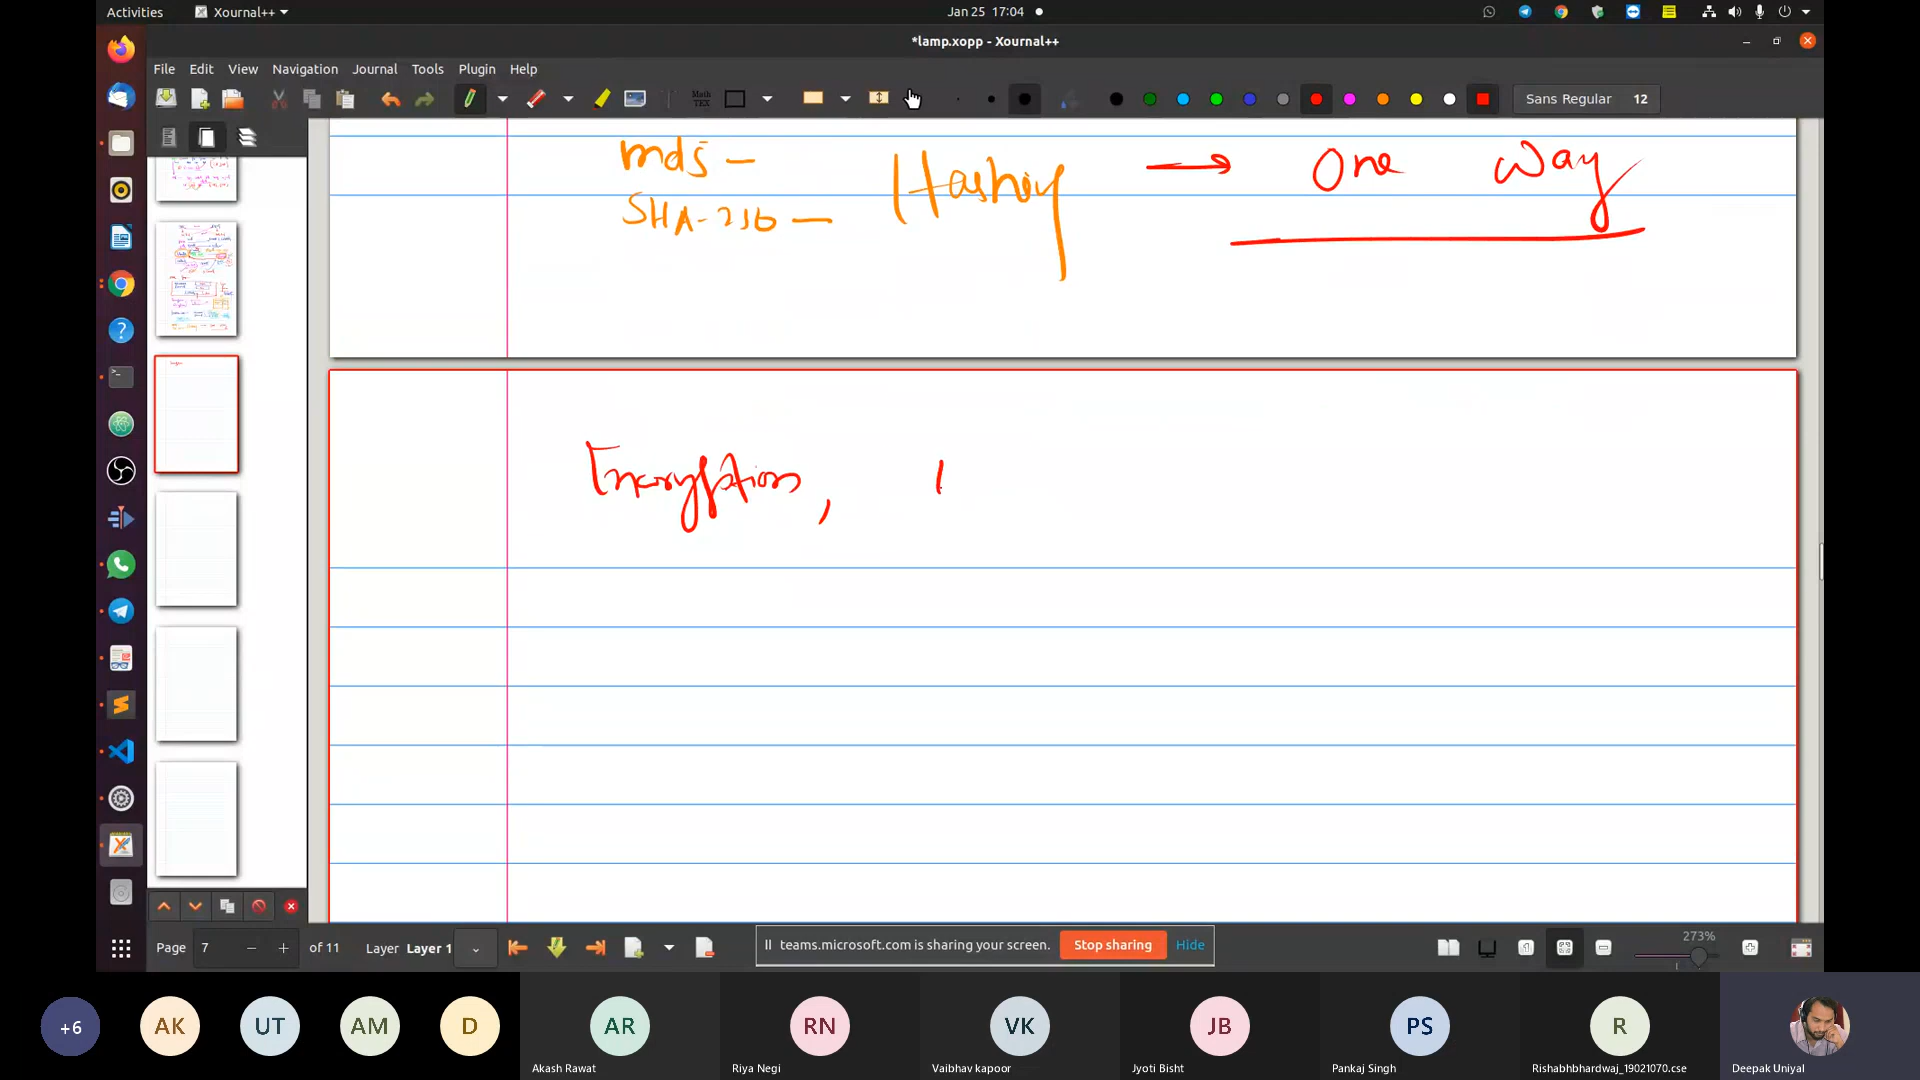 Activities Xournal++ Jan 25 17:04
*lamp.xopp - Xournal++
File Edit View Navigation Journal Tools Plugin Help
Math TEX Sans Regular 12
md5 —
SHA-256 — Hashing → One Way
Encryption,
Page 7 of 11 Layer Layer 1 teams.microsoft.com is sharing your screen. Stop sharing Hide 273%
+6 AK UT AM D AR RN VK JB PS R
Akash Rawat Riya Negi Vaibhav kapoor Jyoti Bisht Pankaj Singh Rishabhbhardwaj_19021070.cse Deepak Uniyal